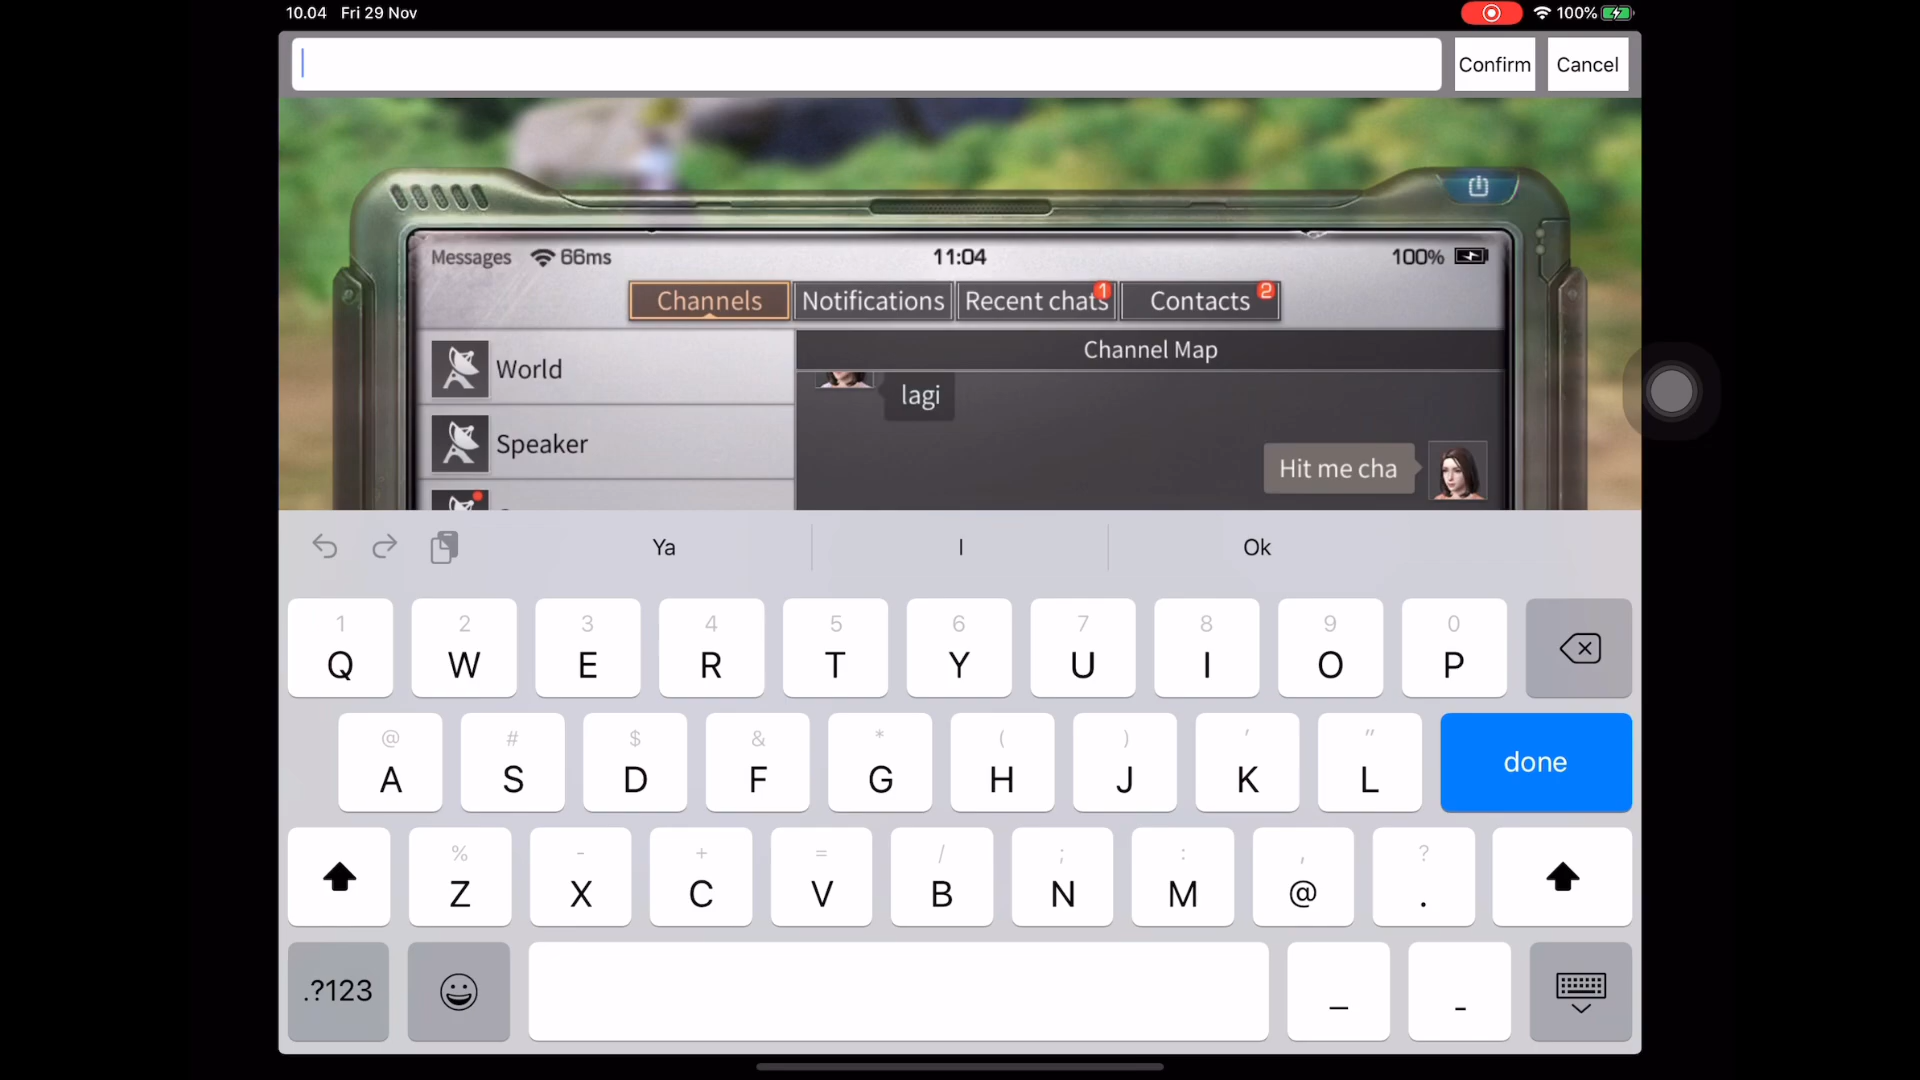 10.04 Fri 29 Nov
100%
Confirm
Cancel
Messages 66ms
11:04
100%
Channels
Notifications
Recent chats 1
Contacts 2
World
Channel Map
lagi
Speaker
Hit me cha
Ya
I
Ok
1 2 3 4 5 6 7 8 9 0
Q W E R T Y U I O P
@ # $ & * ( ) ' "
A S D F G H J K L
done
% - + = / ; : , ?
Z X C V B N M @ .
.?123
_ -